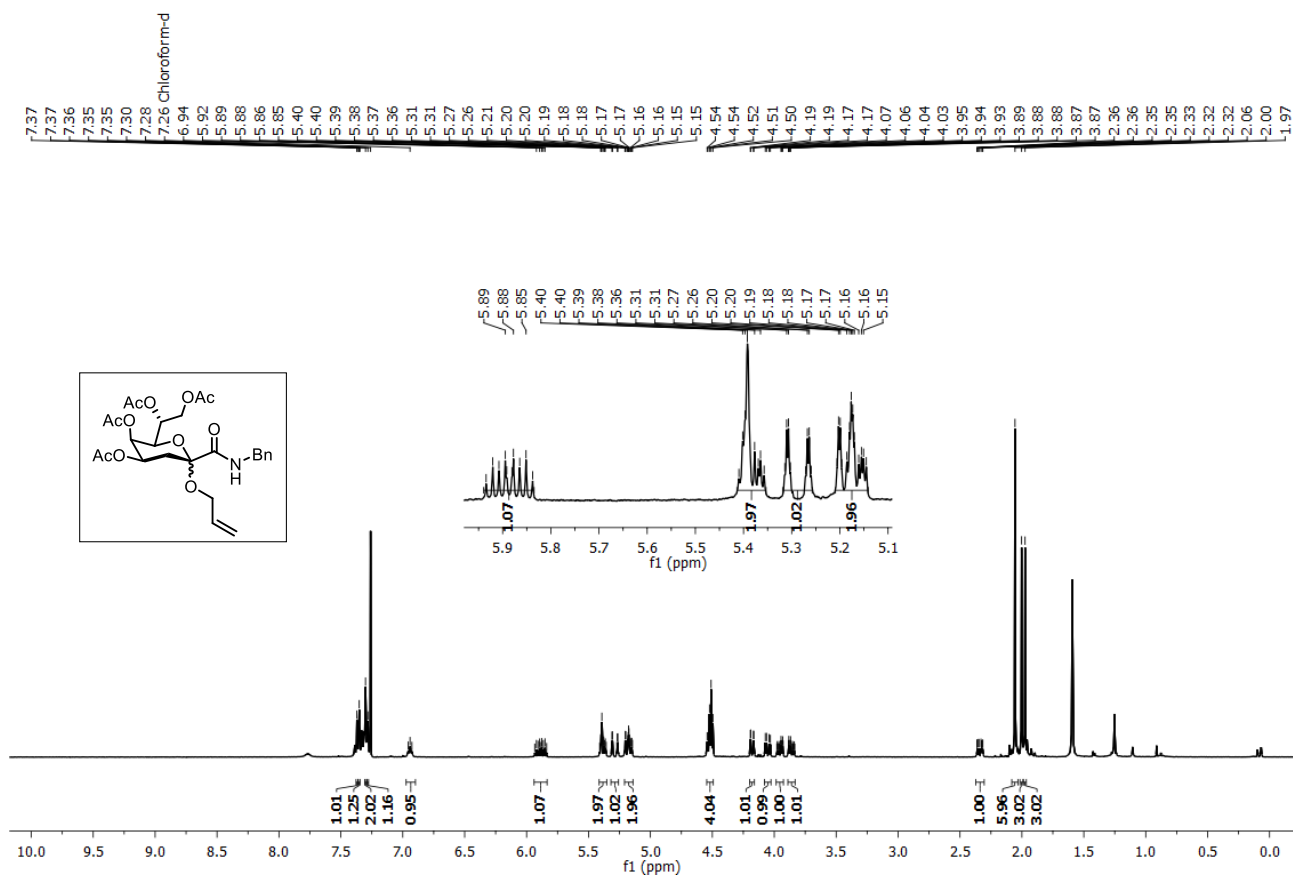 7.37 7.37 7.36 7.35 7.35 7.30 7.28 7.26 Chloroform-d 6.94 5.92 5.89 5.88 5.86 5.85 5.40 5.40 5.39 5.38 5.37 5.36 5.31 5.31 5.27 5.26 5.21 5.20 5.20 5.19 5.18 5.18 5.17 5.17 5.16 5.16 5.15 5.15 4.54 4.54 4.52 4.51 4.50 4.19 4.19 4.17 4.17 4.07 4.06 4.04 4.03 3.95 3.94 3.93 3.89 3.88 3.88 3.87 3.87 2.36 2.36 2.35 2.35 2.33 2.32 2.32 2.06 2.00 1.97
5.89 5.88 5.85 5.40 5.40 5.39 5.38 5.36 5.31 5.31 5.27 5.26 5.20 5.20 5.19 5.18 5.18 5.17 5.17 5.16 5.16 5.15
AcO OAc
AcO
AcO
O
O
N
H
Bn
O
1.07 1.97 1.02 1.96
5.9 5.8 5.7 5.6 5.5 5.4 5.3 5.2 5.1
f1 (ppm)
1.01 1.25 2.02 1.16 0.95 1.07 1.97 1.02 1.96 4.04 1.01 0.99 1.00 1.01 1.00 5.96 3.02 3.02
10.0 9.5 9.0 8.5 8.0 7.5 7.0 6.5 6.0 5.5 5.0 4.5 4.0 3.5 3.0 2.5 2.0 1.5 1.0 0.5 0.0
f1 (ppm)